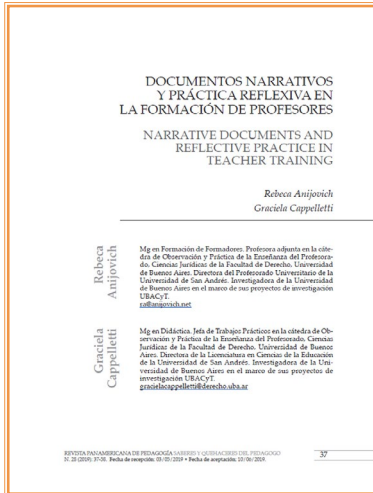 DOCUMENTOS NARRATIVOS
Y PRÁCTICA REFLEXIVA EN
LA FORMACIÓN DE PROFESORES
NARRATIVE DOCUMENTS AND
REFLECTIVE PRACTICE IN
TEACHER TRAINING
Rebeca Anijovich
Graciela Cappelletti
Rebeca
Anijovich
Mg en Formación de Formadores. Profesora adjunta en la cáte-
dra de Observación y Práctica de la Enseñanza del Profesora-
do, Ciencias Jurídicas de la Facultad de Derecho. Universidad
de Buenos Aires. Directora del Profesorado Universitario de la
Universidad de San Andrés. Investigadora de la Universidad
de Buenos Aires en el marco de sus proyectos de investigación
UBACyT.
ra@anijovich.net
Graciela
Cappelletti
Mg en Didáctica. Jefa de Trabajos Prácticos en la cátedra de Ob-
servación y Práctica de la Enseñanza del Profesorado, Ciencias
Jurídicas de la Facultad de Derecho. Universidad de Buenos
Aires. Directora de la Licenciatura en Ciencias de la Educación
de la Universidad de San Andrés. Investigadora de la Uni-
versidad de Buenos Aires en el marco de sus proyectos de
investigación UBACyT.
gracielacappelletti@derecho.uba.ar
REVISTA PANAMERICANA DE PEDAGOGÍA SABERES Y QUEHACERES DEL PEDAGOGO
N. 28 (2019): 37-50. Fecha de recepción: 03/05/2019 • Fecha de aceptación: 10/06/2019.
37